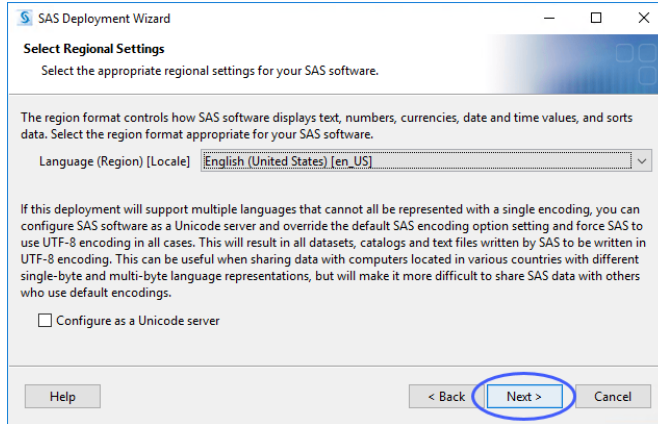 SAS Deployment Wizard
Select Regional Settings
Select the appropriate regional settings for your SAS software.
The region format controls how SAS software displays text, numbers, currencies, date and time values, and sorts
data. Select the region format appropriate for your SAS software.
Language (Region) [Locale] English (United States) [en_US]
If this deployment will support multiple languages that cannot all be represented with a single encoding, you can
configure SAS software as a Unicode server and override the default SAS encoding option setting and force SAS to
use UTF-8 encoding in all cases. This will result in all datasets, catalogs and text files written by SAS to be written in
UTF-8 encoding. This can be useful when sharing data with computers located in various countries with different
single-byte and multi-byte language representations, but will make it more difficult to share SAS data with others
who use default encodings.
Configure as a Unicode server
Help < Back Next > Cancel